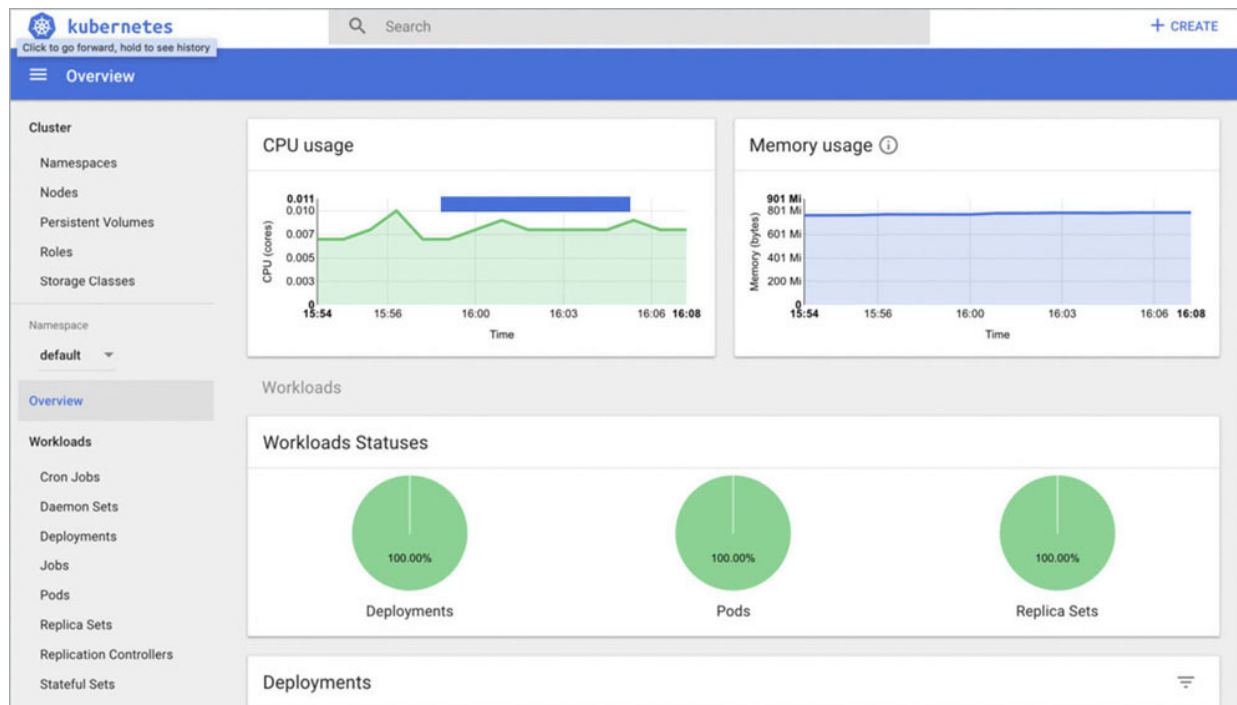 kubernetes
Search
+ CREATE
Click to go forward, hold to see history
Overview
Cluster
Namespaces
Nodes
Persistent Volumes
Roles
Storage Classes
Namespace
default
Overview
Workloads
Cron Jobs
Daemon Sets
Deployments
Jobs
Pods
Replica Sets
Replication Controllers
Stateful Sets
CPU usage
CPU (cores)
0.011
0.010
0.007
0.005
0.003
0
15:54 15:56 16:00 16:03 16:06 16:08
Time
Memory usage
Memory (bytes)
901 Mi
801 Mi
601 Mi
401 Mi
200 Mi
0
15:54 15:56 16:00 16:03 16:06 16:08
Time
Workloads
Workloads Statuses
100.00% 100.00% 100.00%
Deployments Pods Replica Sets
Deployments